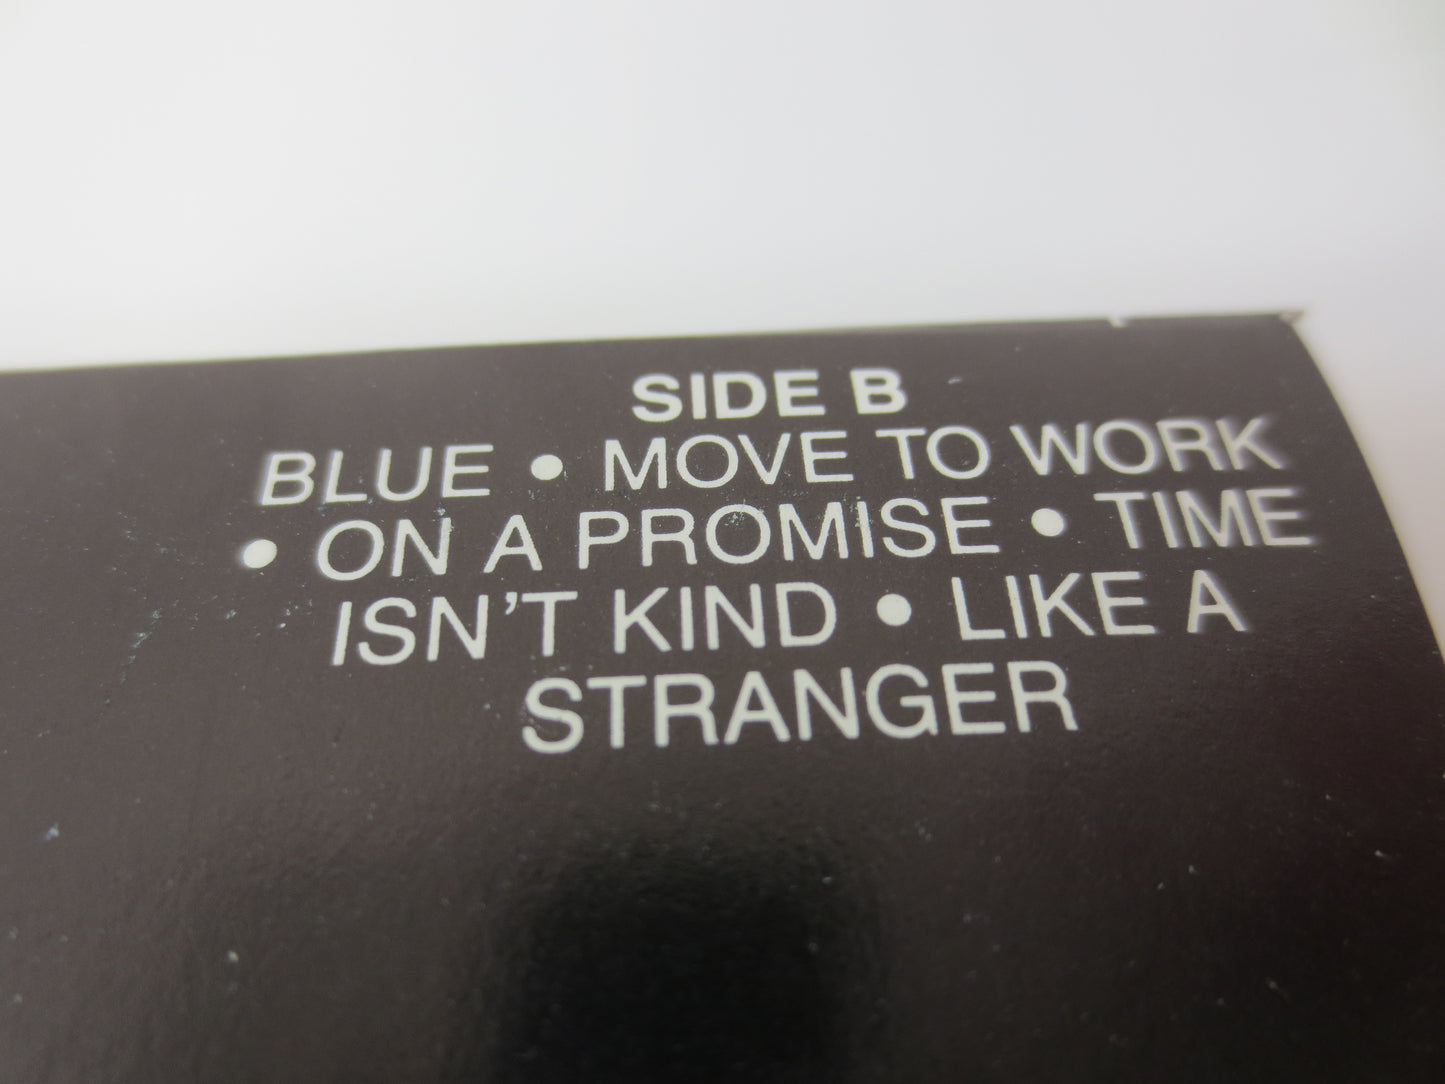 SIDE B
BLUE • MOVE TO WORK
• ON A PROMISE • TIME
ISN'T KIND • LIKE A
STRANGER